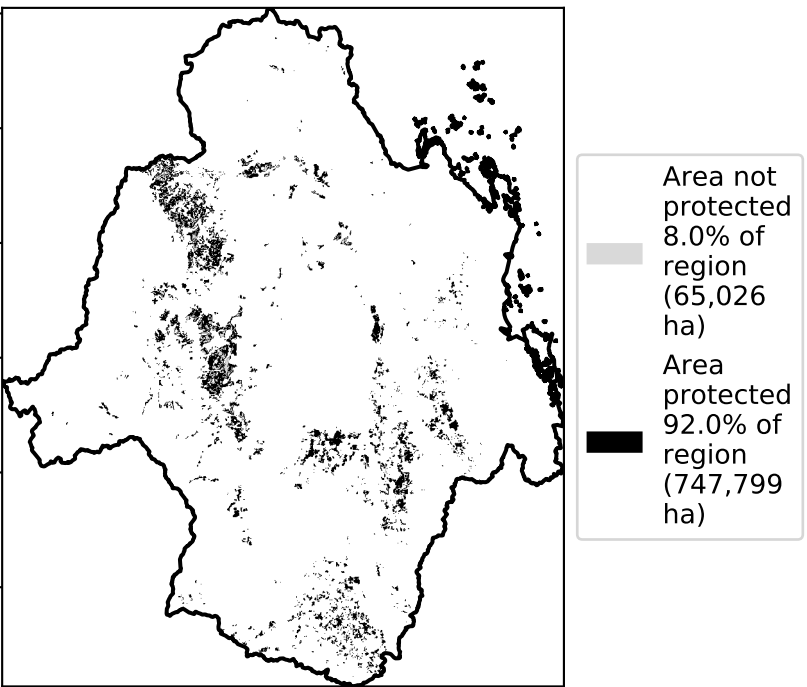 Area not
protected
8.0% of
region
(65,026
ha)
Area
protected
92.0% of
region
(747,799
ha)